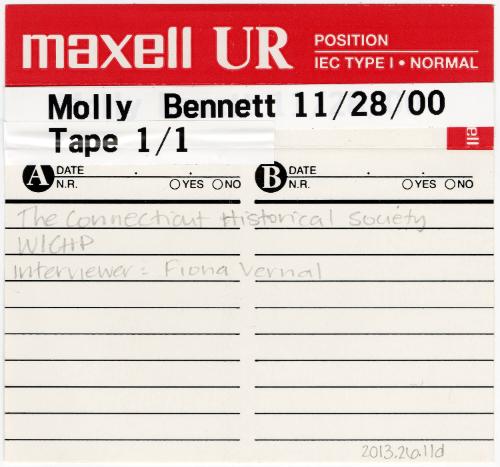 maxell UR POSITION
IEC TYPE I • NORMAL
Molly Bennett 11/28/00
Tape 1/1
ell
A DATE . .
N.R. ○YES ○NO
B DATE . .
N.R. ○YES ○NO
The Connecticut Historical Society
WICHP
interviewer: Fiona Vernal
2013.26.11d